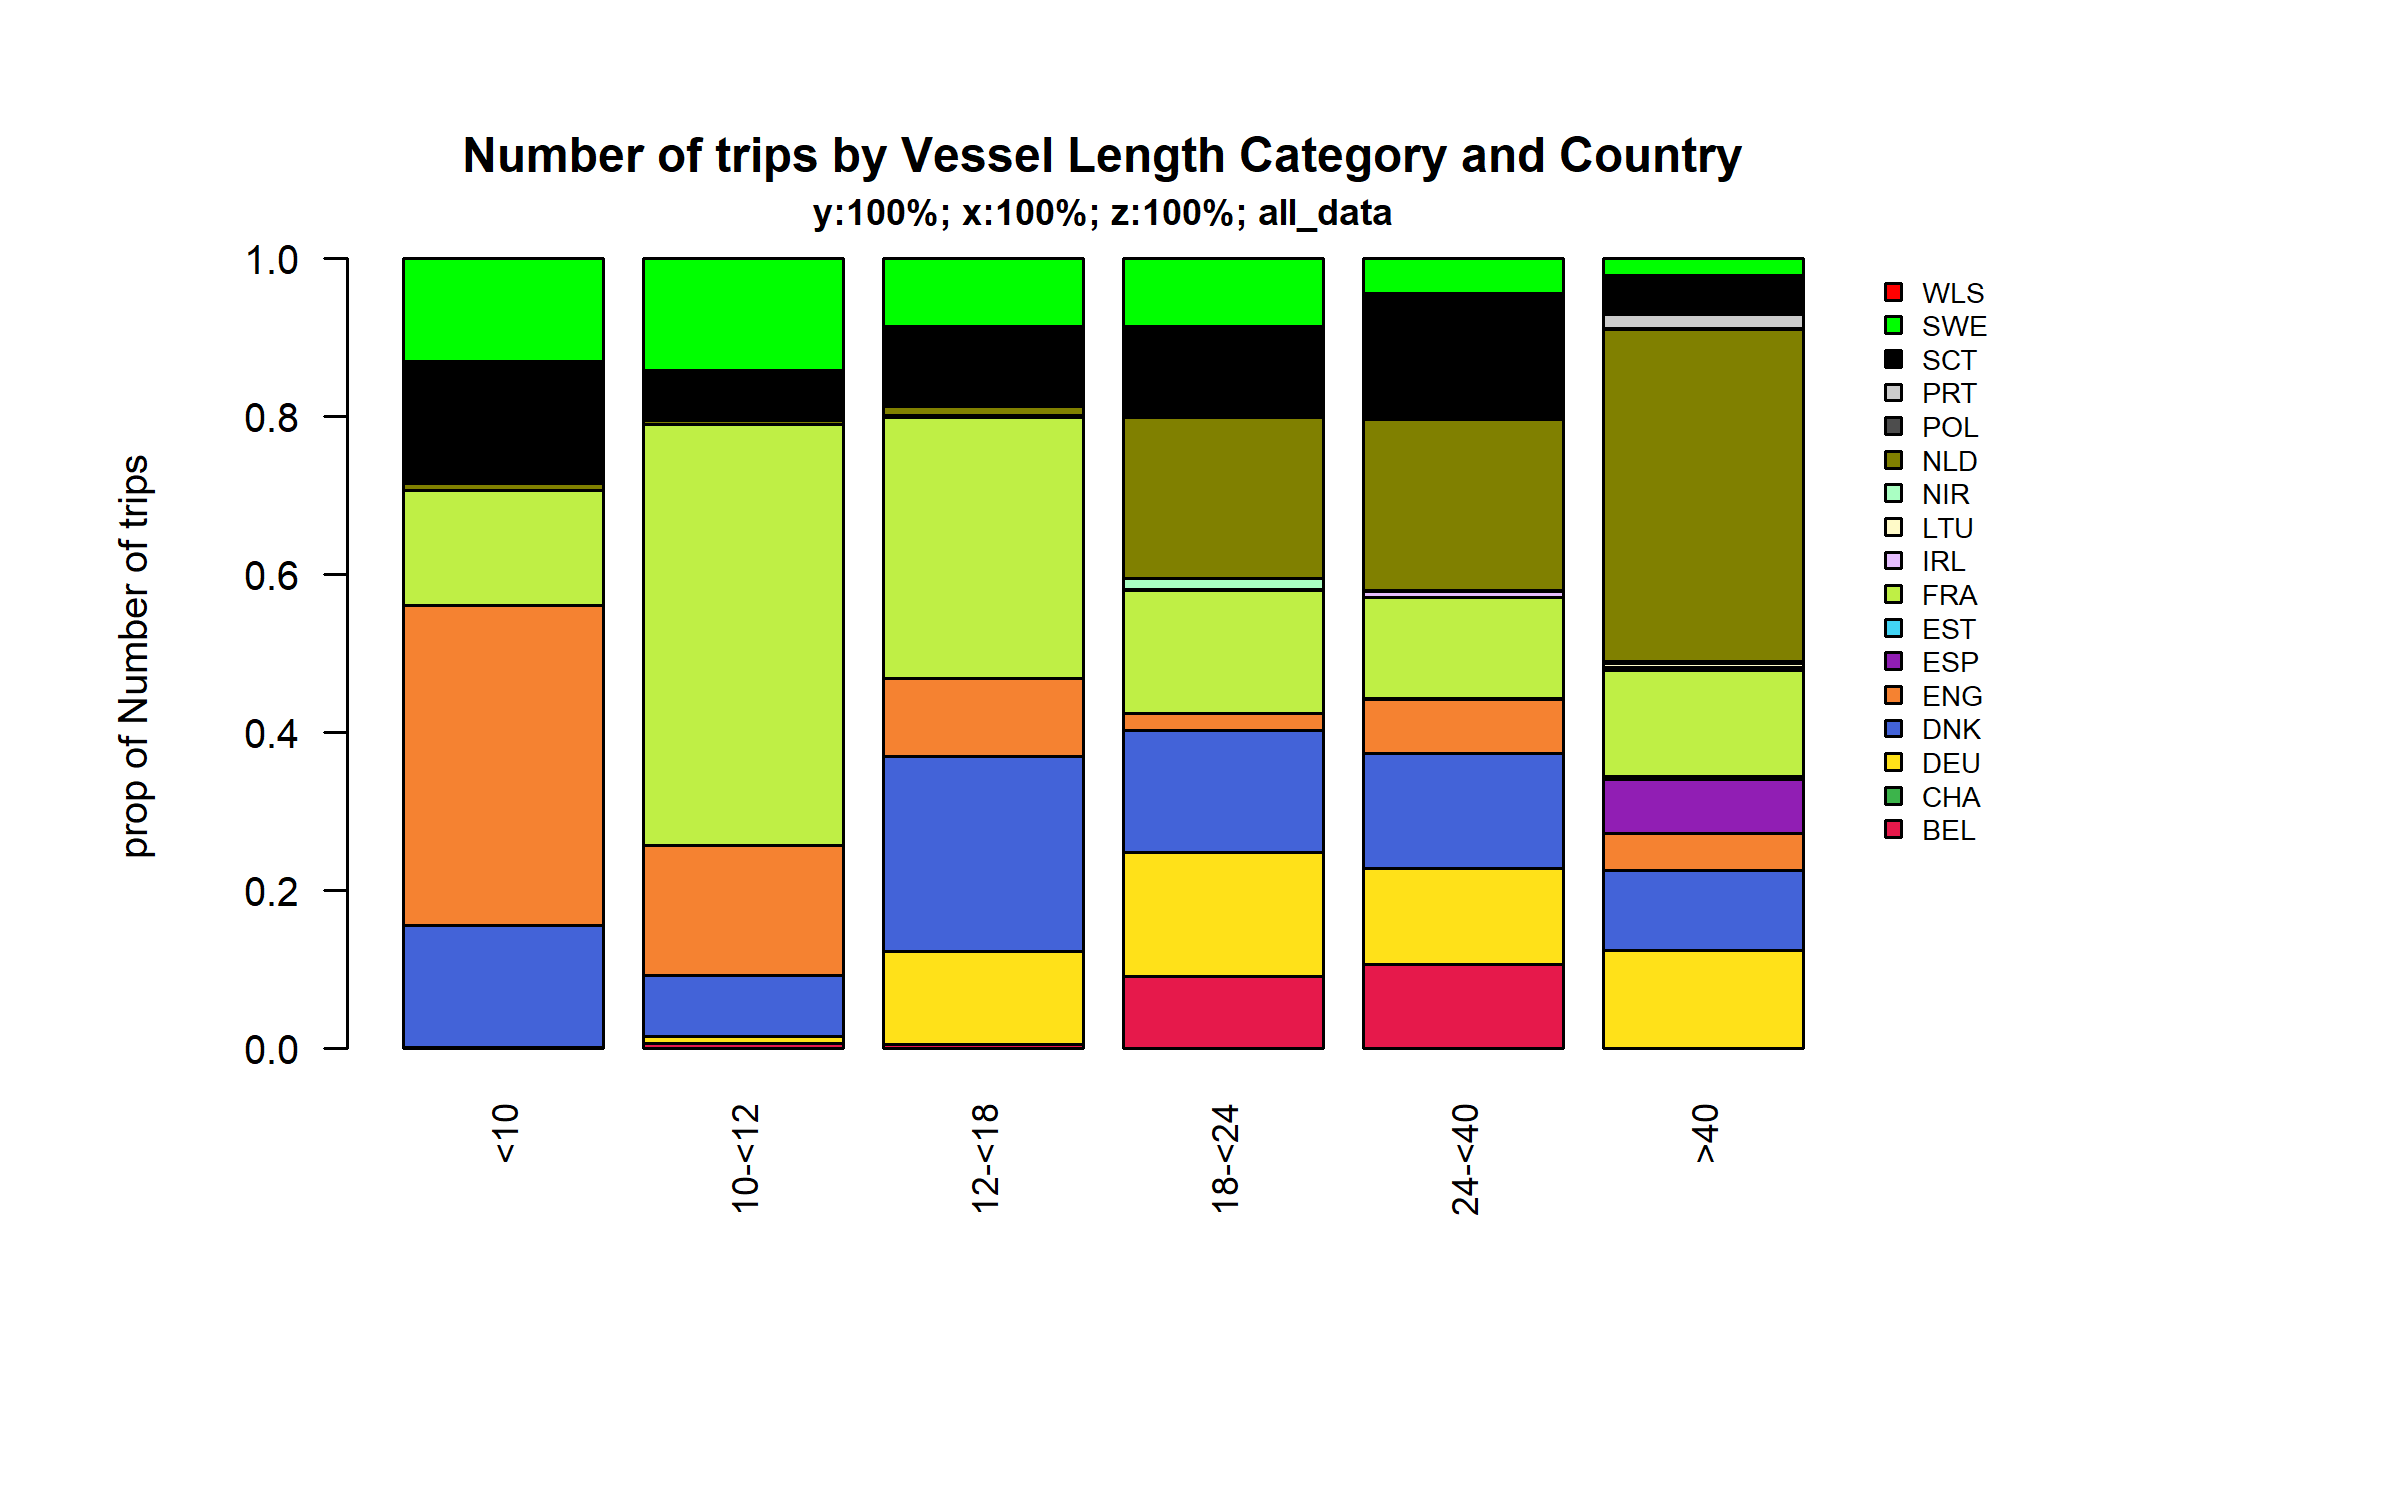 Number of trips by Vessel Length Category and Country
y:100%; x:100%; z:100%; all_data
prop of Number of trips
1.0
0.8
0.6
0.4
0.2
0.0
<10
10-<12
12-<18
18-<24
24-<40
>40
WLS
SWE
SCT
PRT
POL
NLD
NIR
LTU
IRL
FRA
EST
ESP
ENG
DNK
DEU
CHA
BEL